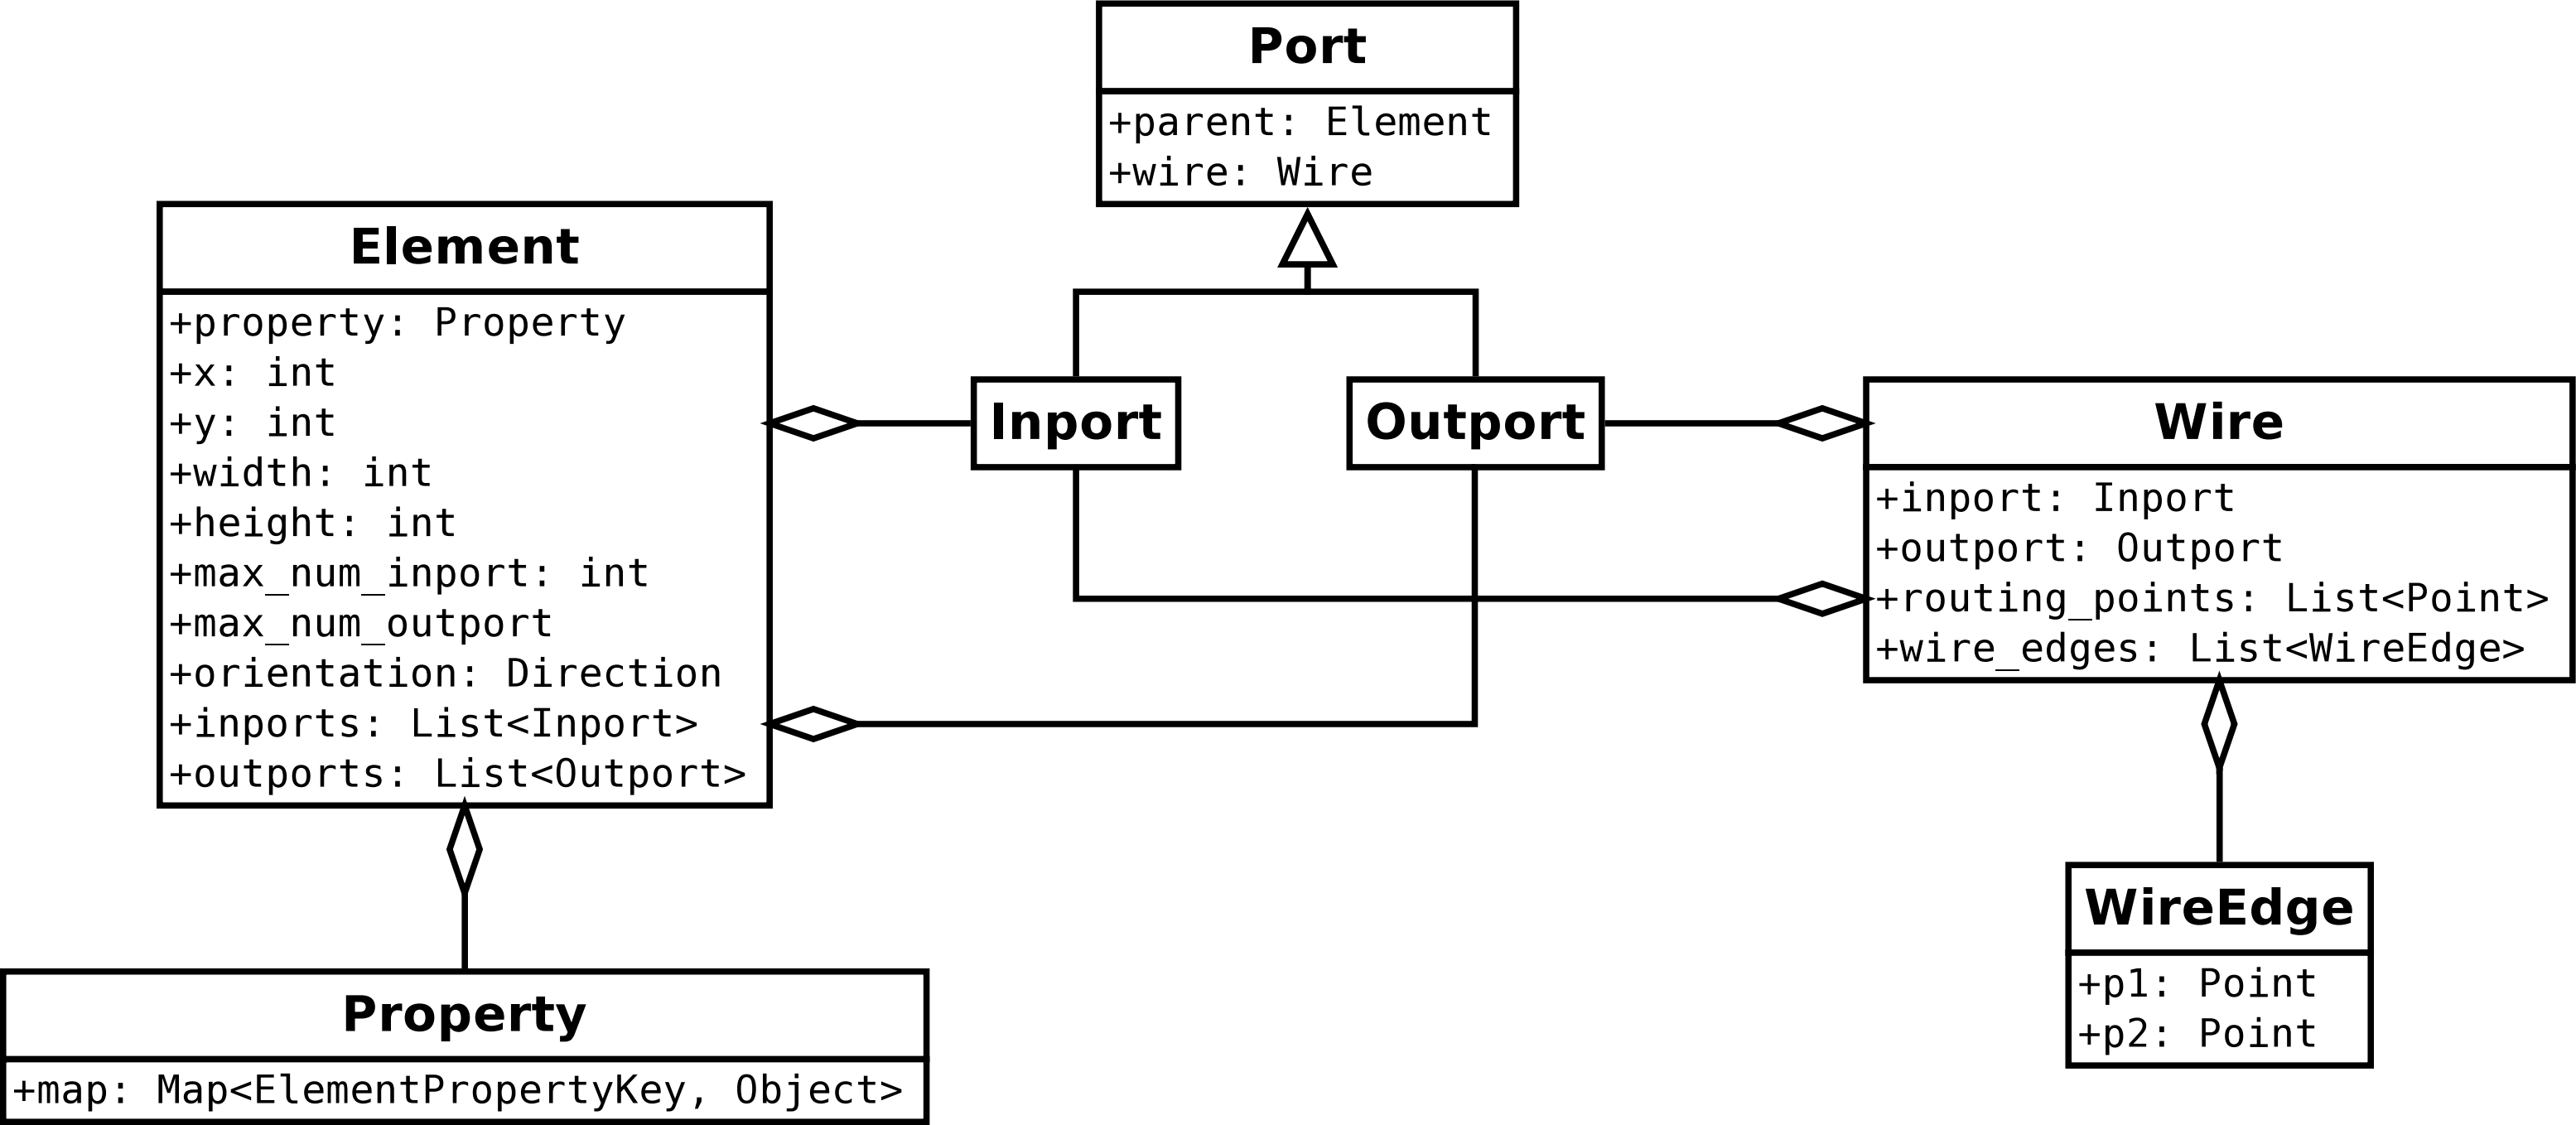 Port
+parent: Element
+wire: Wire
Element
+property: Property
+x: int
+y: int
+width: int
+height: int
+max_num_inport: int
+max_num_outport
+orientation: Direction
+inports: List<Inport>
+outports: List<Outport>
Inport
Outport
Wire
+inport: Inport
+outport: Outport
+routing_points: List<Point>
+wire_edges: List<WireEdge>
WireEdge
+p1: Point
+p2: Point
Property
+map: Map<ElementPropertyKey, Object>